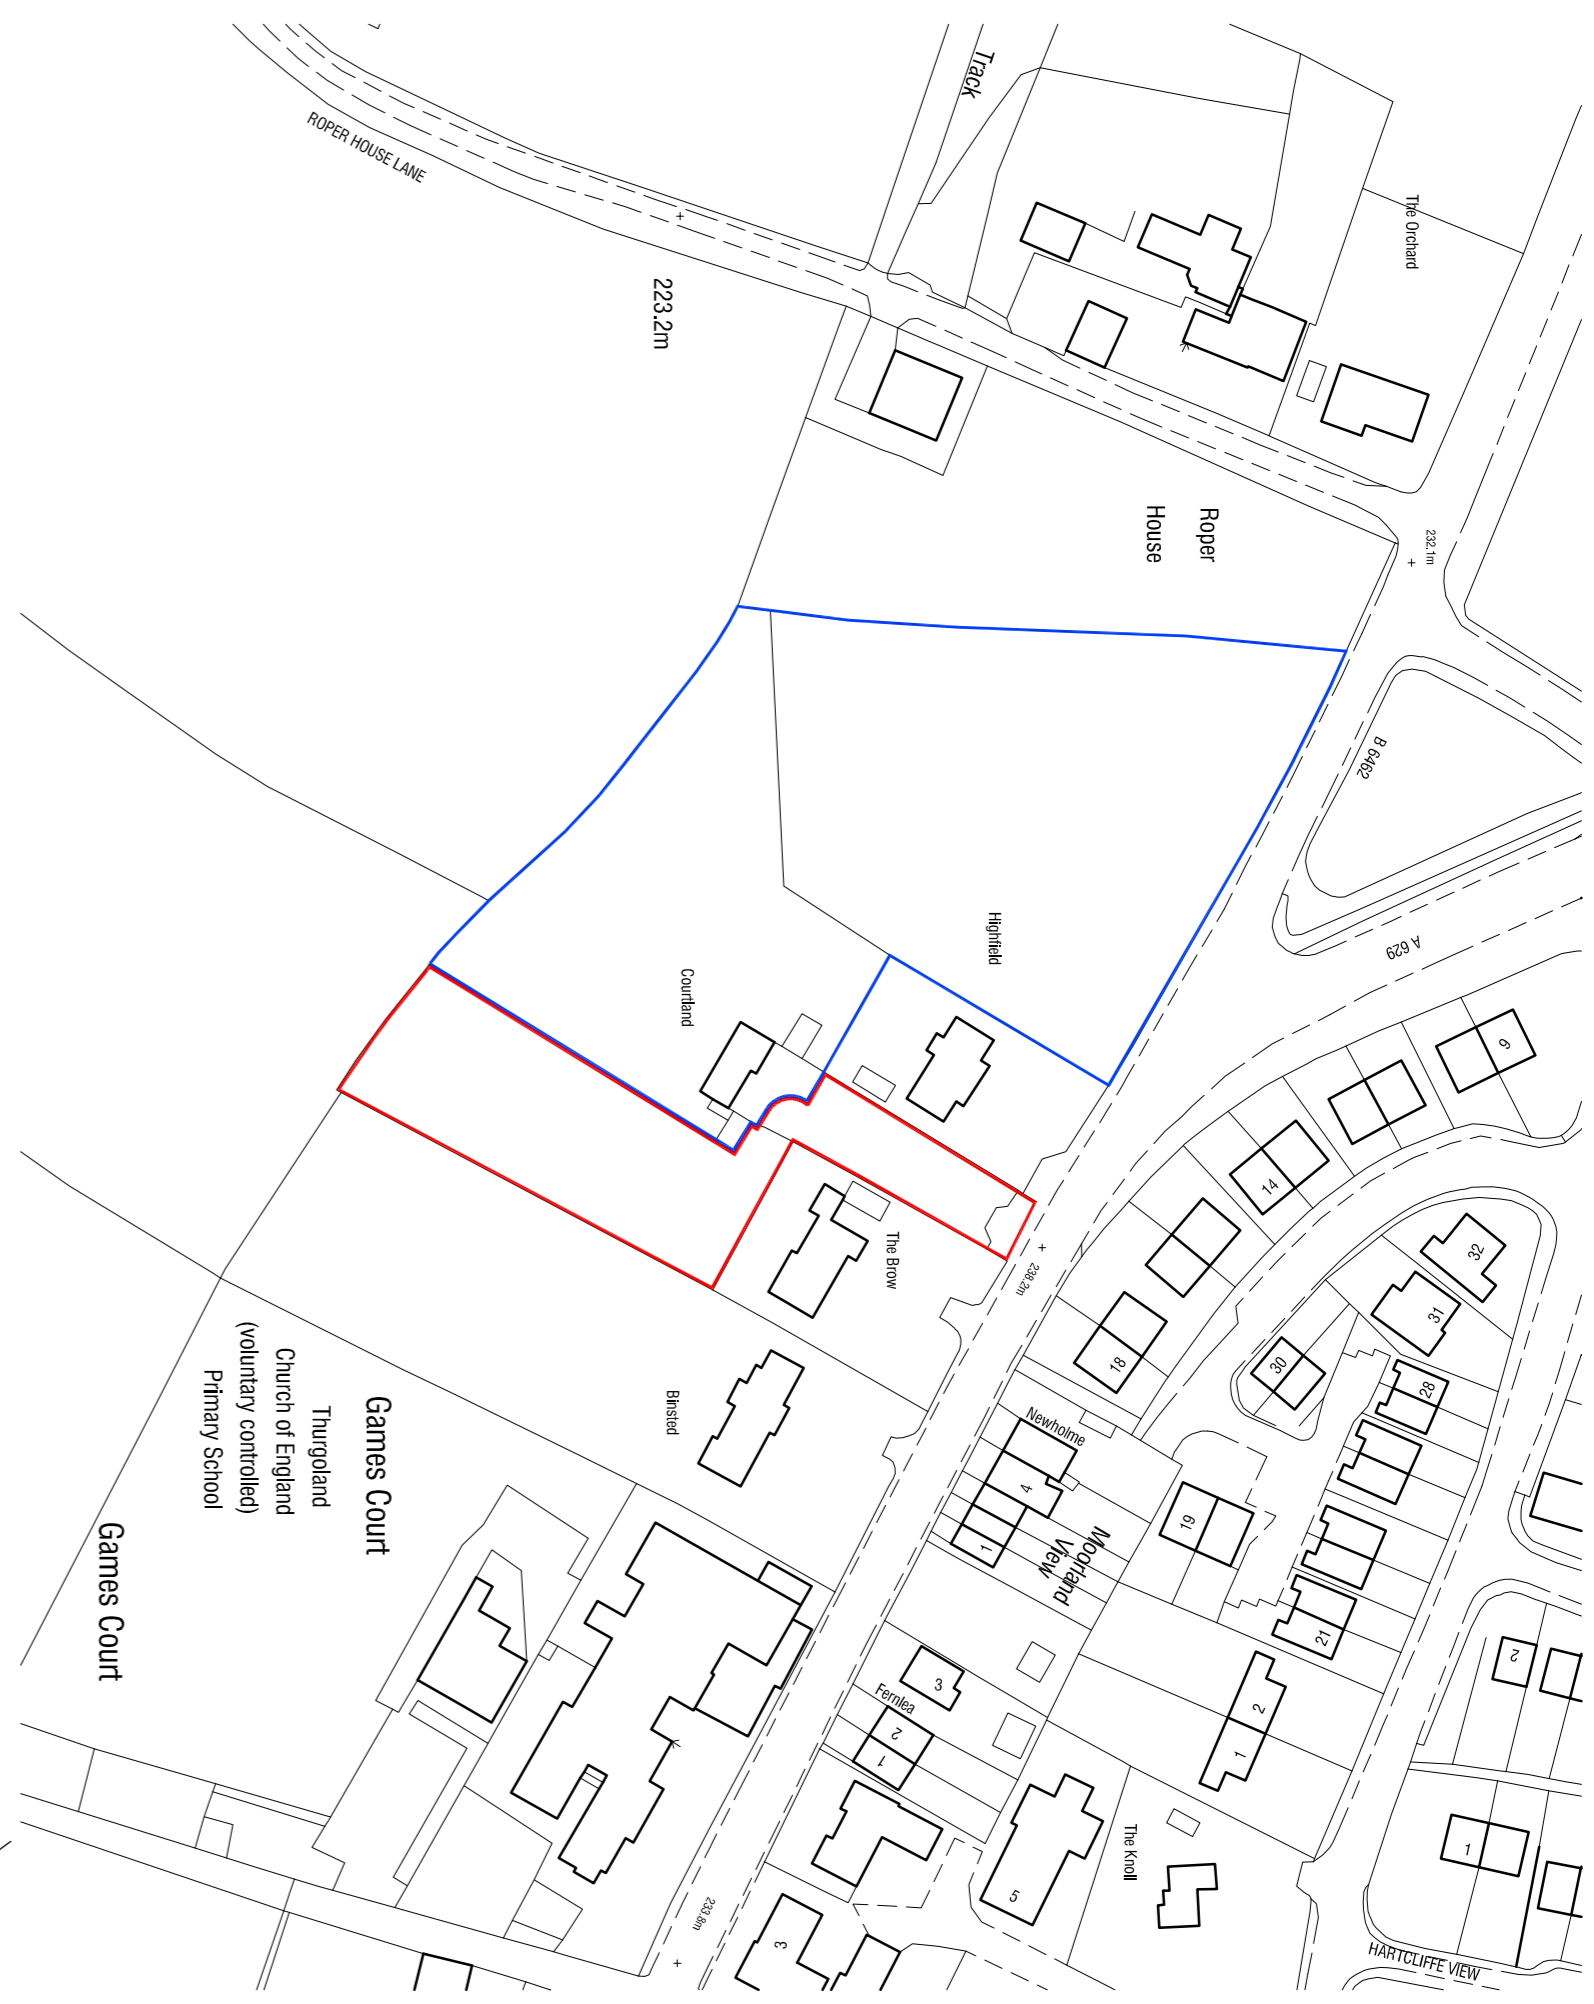 Track
ROPER HOUSE LANE
The Orchard
223.2m
Roper
House
232.1m
B 6462
A 629
Highfield
Courtland
9
14
32
31
The Brow
238.2m
18
30
28
Binsted
Newholme
4
1
Moorland
View
19
21
2
Games Court
Thurgoland
Church of England
(voluntary controlled)
Primary School
Games Court
3
Fernlea
2
1
2
1
1
The Knoll
5
233.8m
3
HARTCLIFFE VIEW